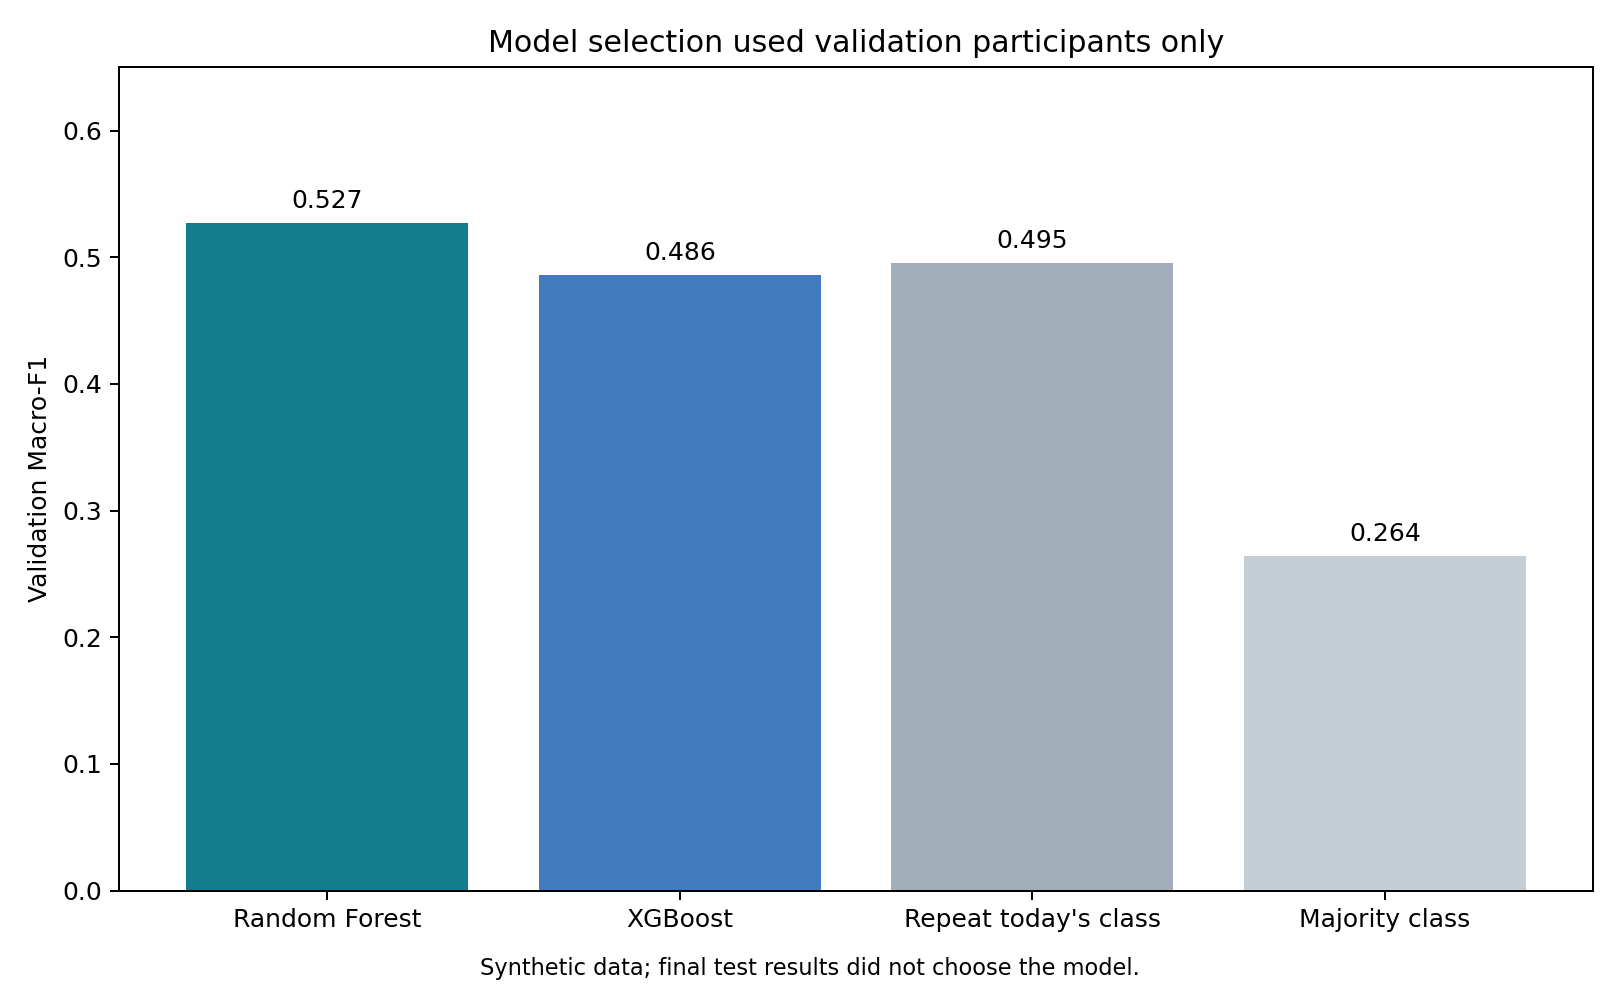 Model selection used validation participants only
Validation Macro-F1
0.6
0.5
0.4
0.3
0.2
0.1
0.0
0.527
0.486
0.495
0.264
Random Forest
XGBoost
Repeat today's class
Majority class
Synthetic data; final test results did not choose the model.